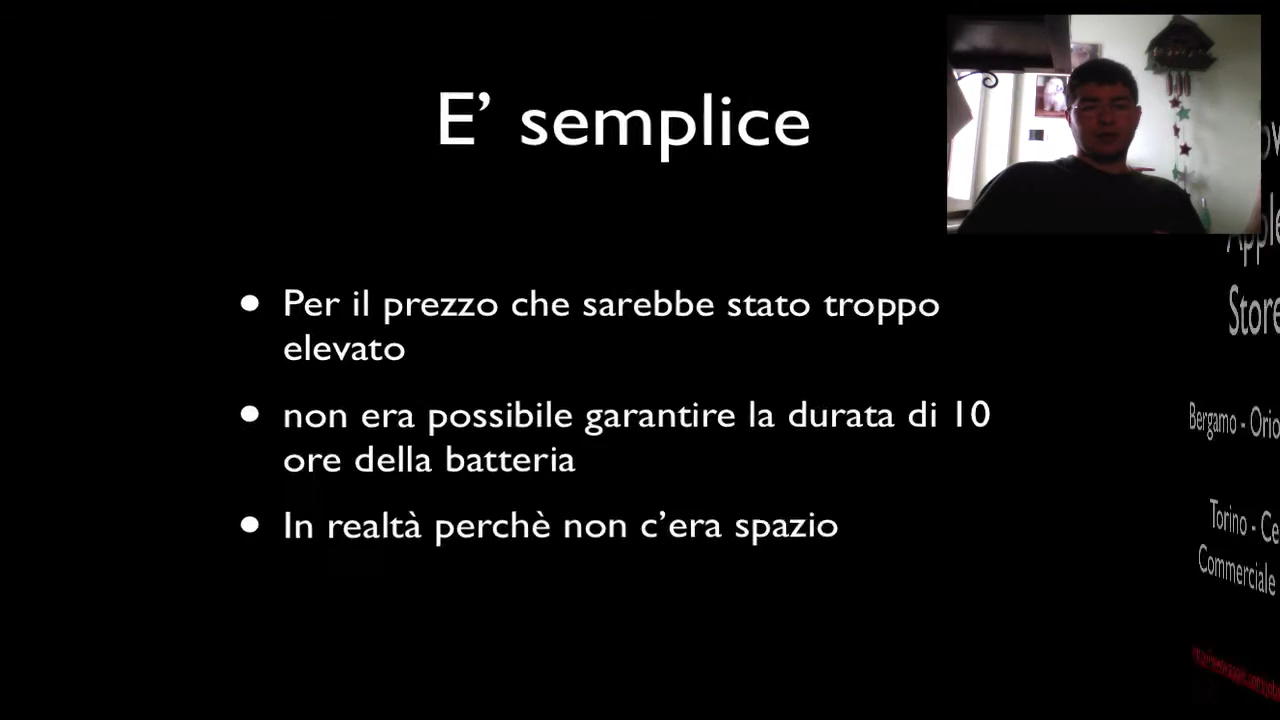 E’ semplice
Per il prezzo che sarebbe stato troppo
elevato
non era possibile garantire la durata di 10
ore della batteria
In realtà perchè non c’era spazio
Apple
Store
Bergamo - Orio
Torino - Ce
Commerciale